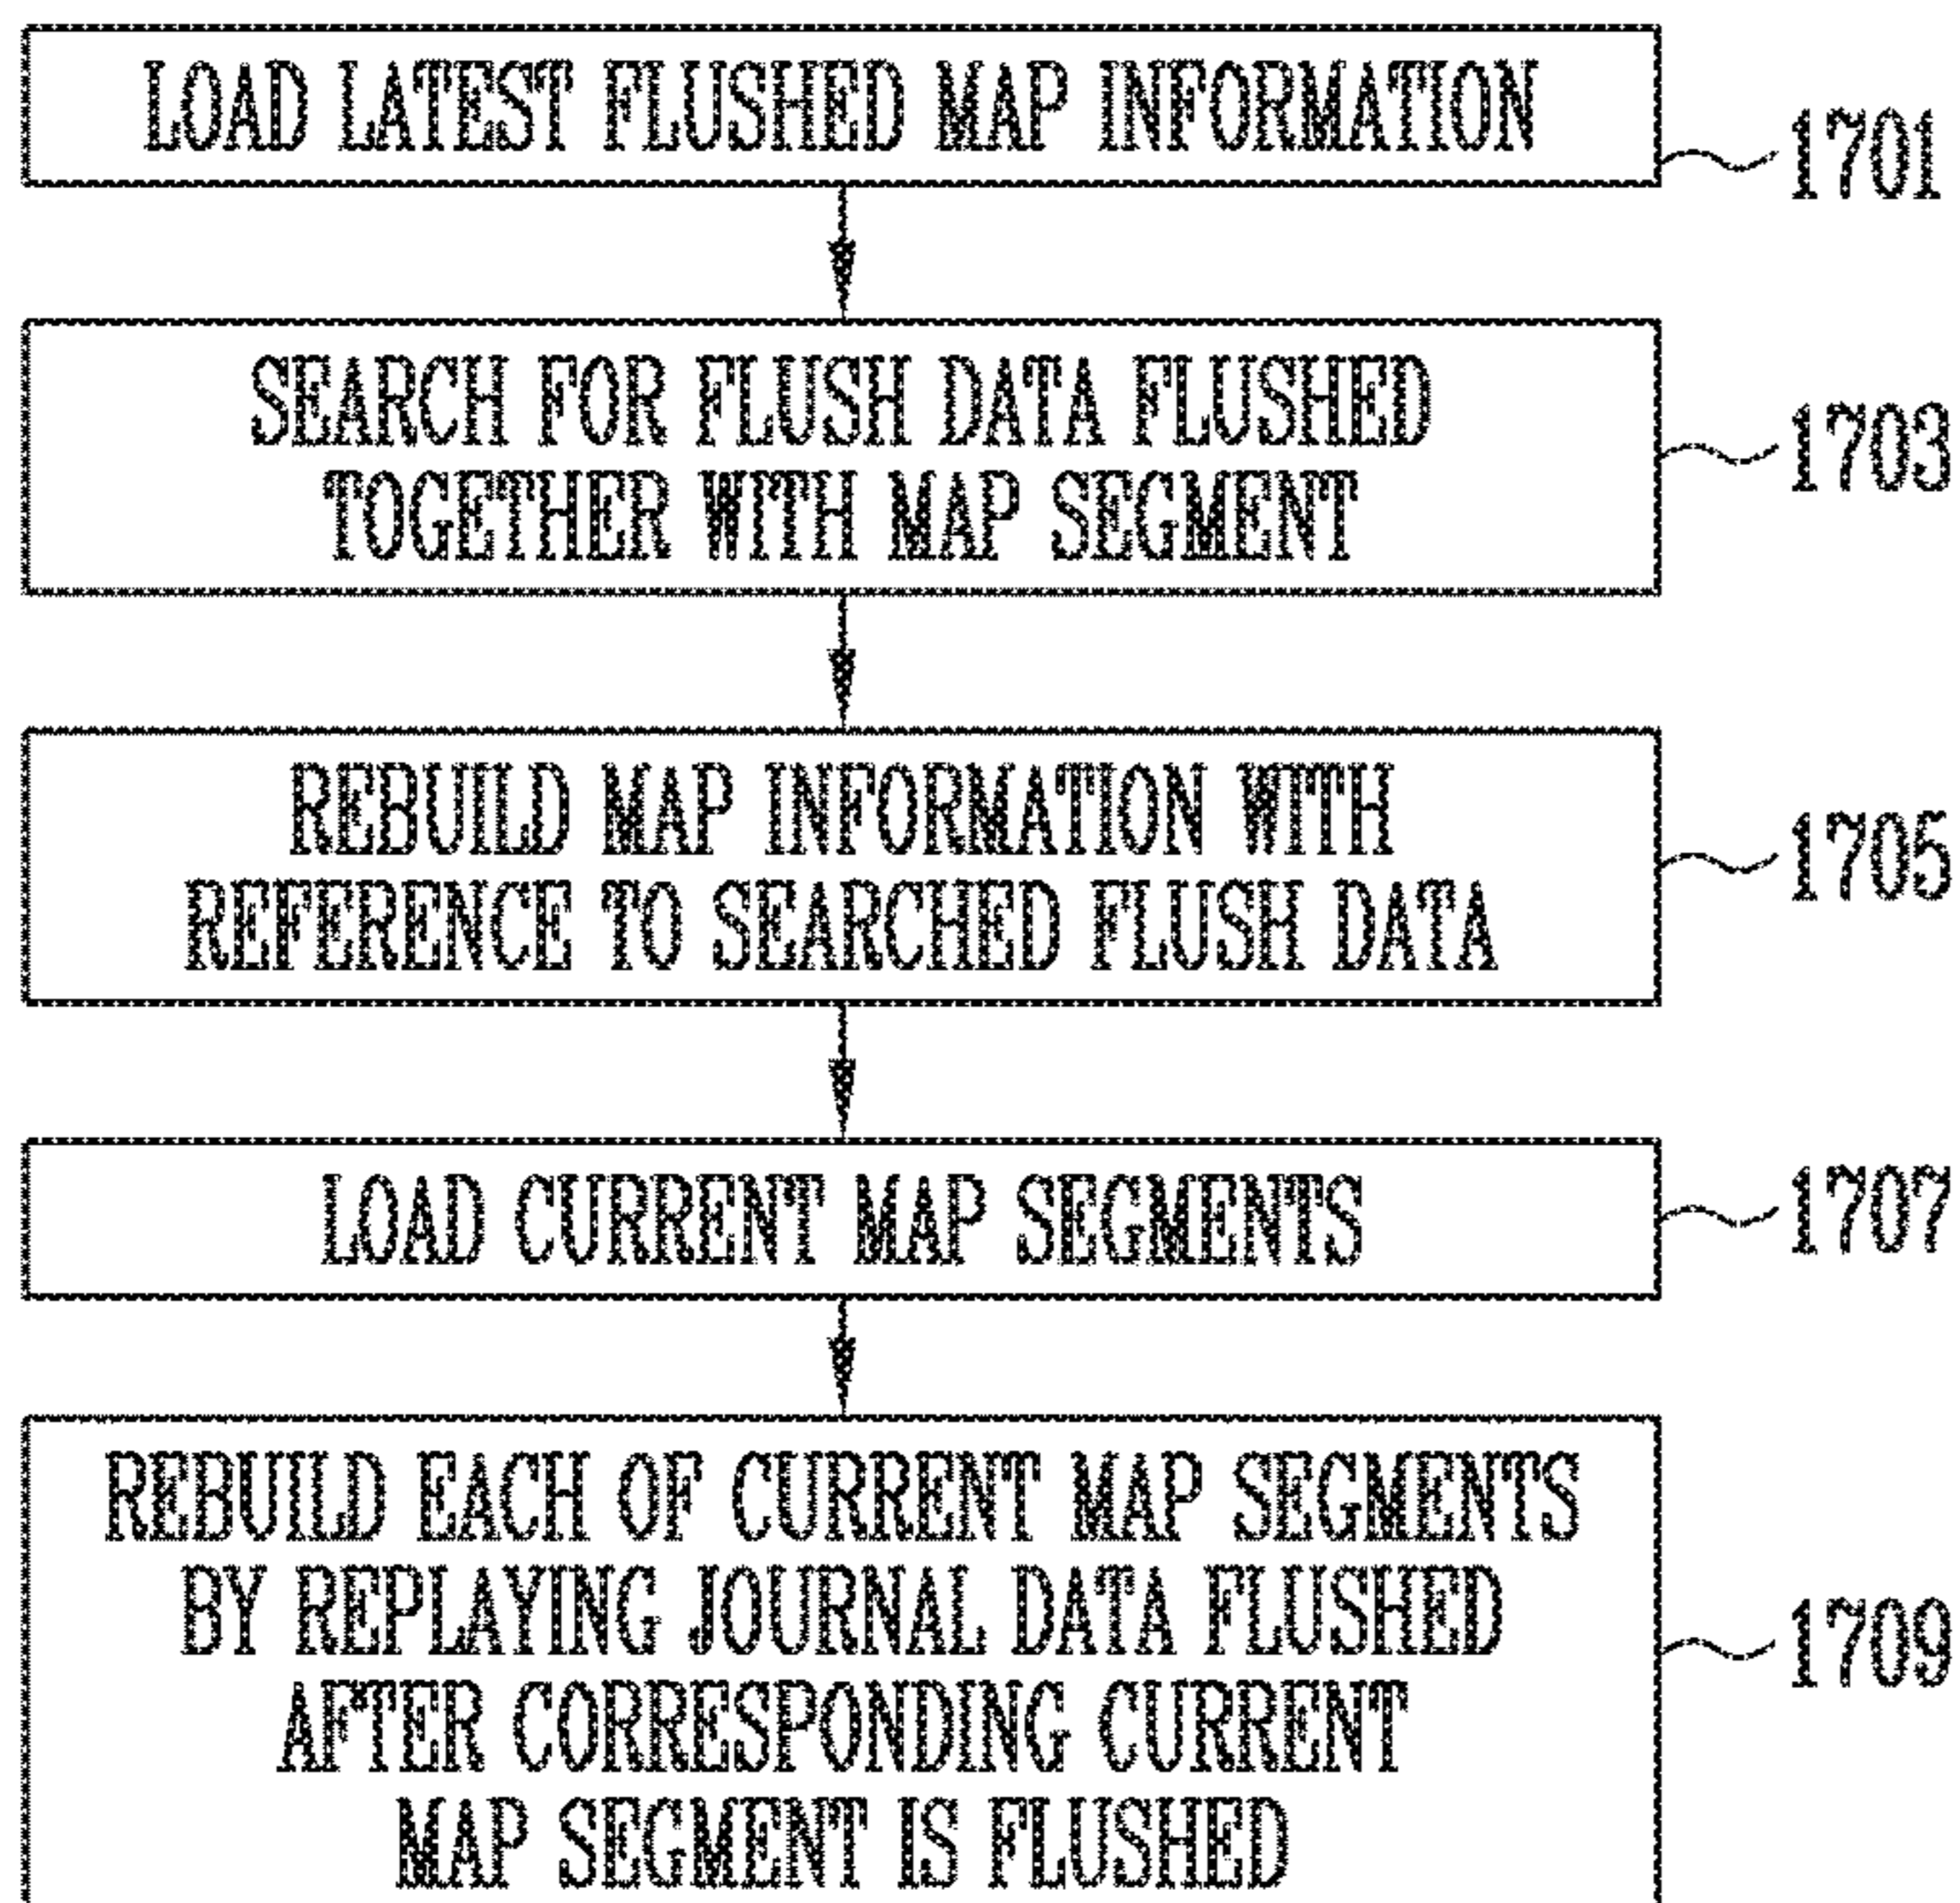 LOAD LATEST FLUSHED MAP INFORMATION
1701
SEARCH FOR FLUSH DATA FLUSHED
TOGETHER WITH MAP SEGMENT
1703
REBUILD MAP INFORMATION WITH
REFERENCE TO SEARCHED FLUSH DATA
1705
LOAD CURRENT MAP SEGMENTS
1707
REBUILD EACH OF CURRENT MAP SEGMENTS
BY REPLAYING JOURNAL DATA FLUSHED
AFTER CORRESPONDING CURRENT
MAP SEGMENT IS FLUSHED
1709